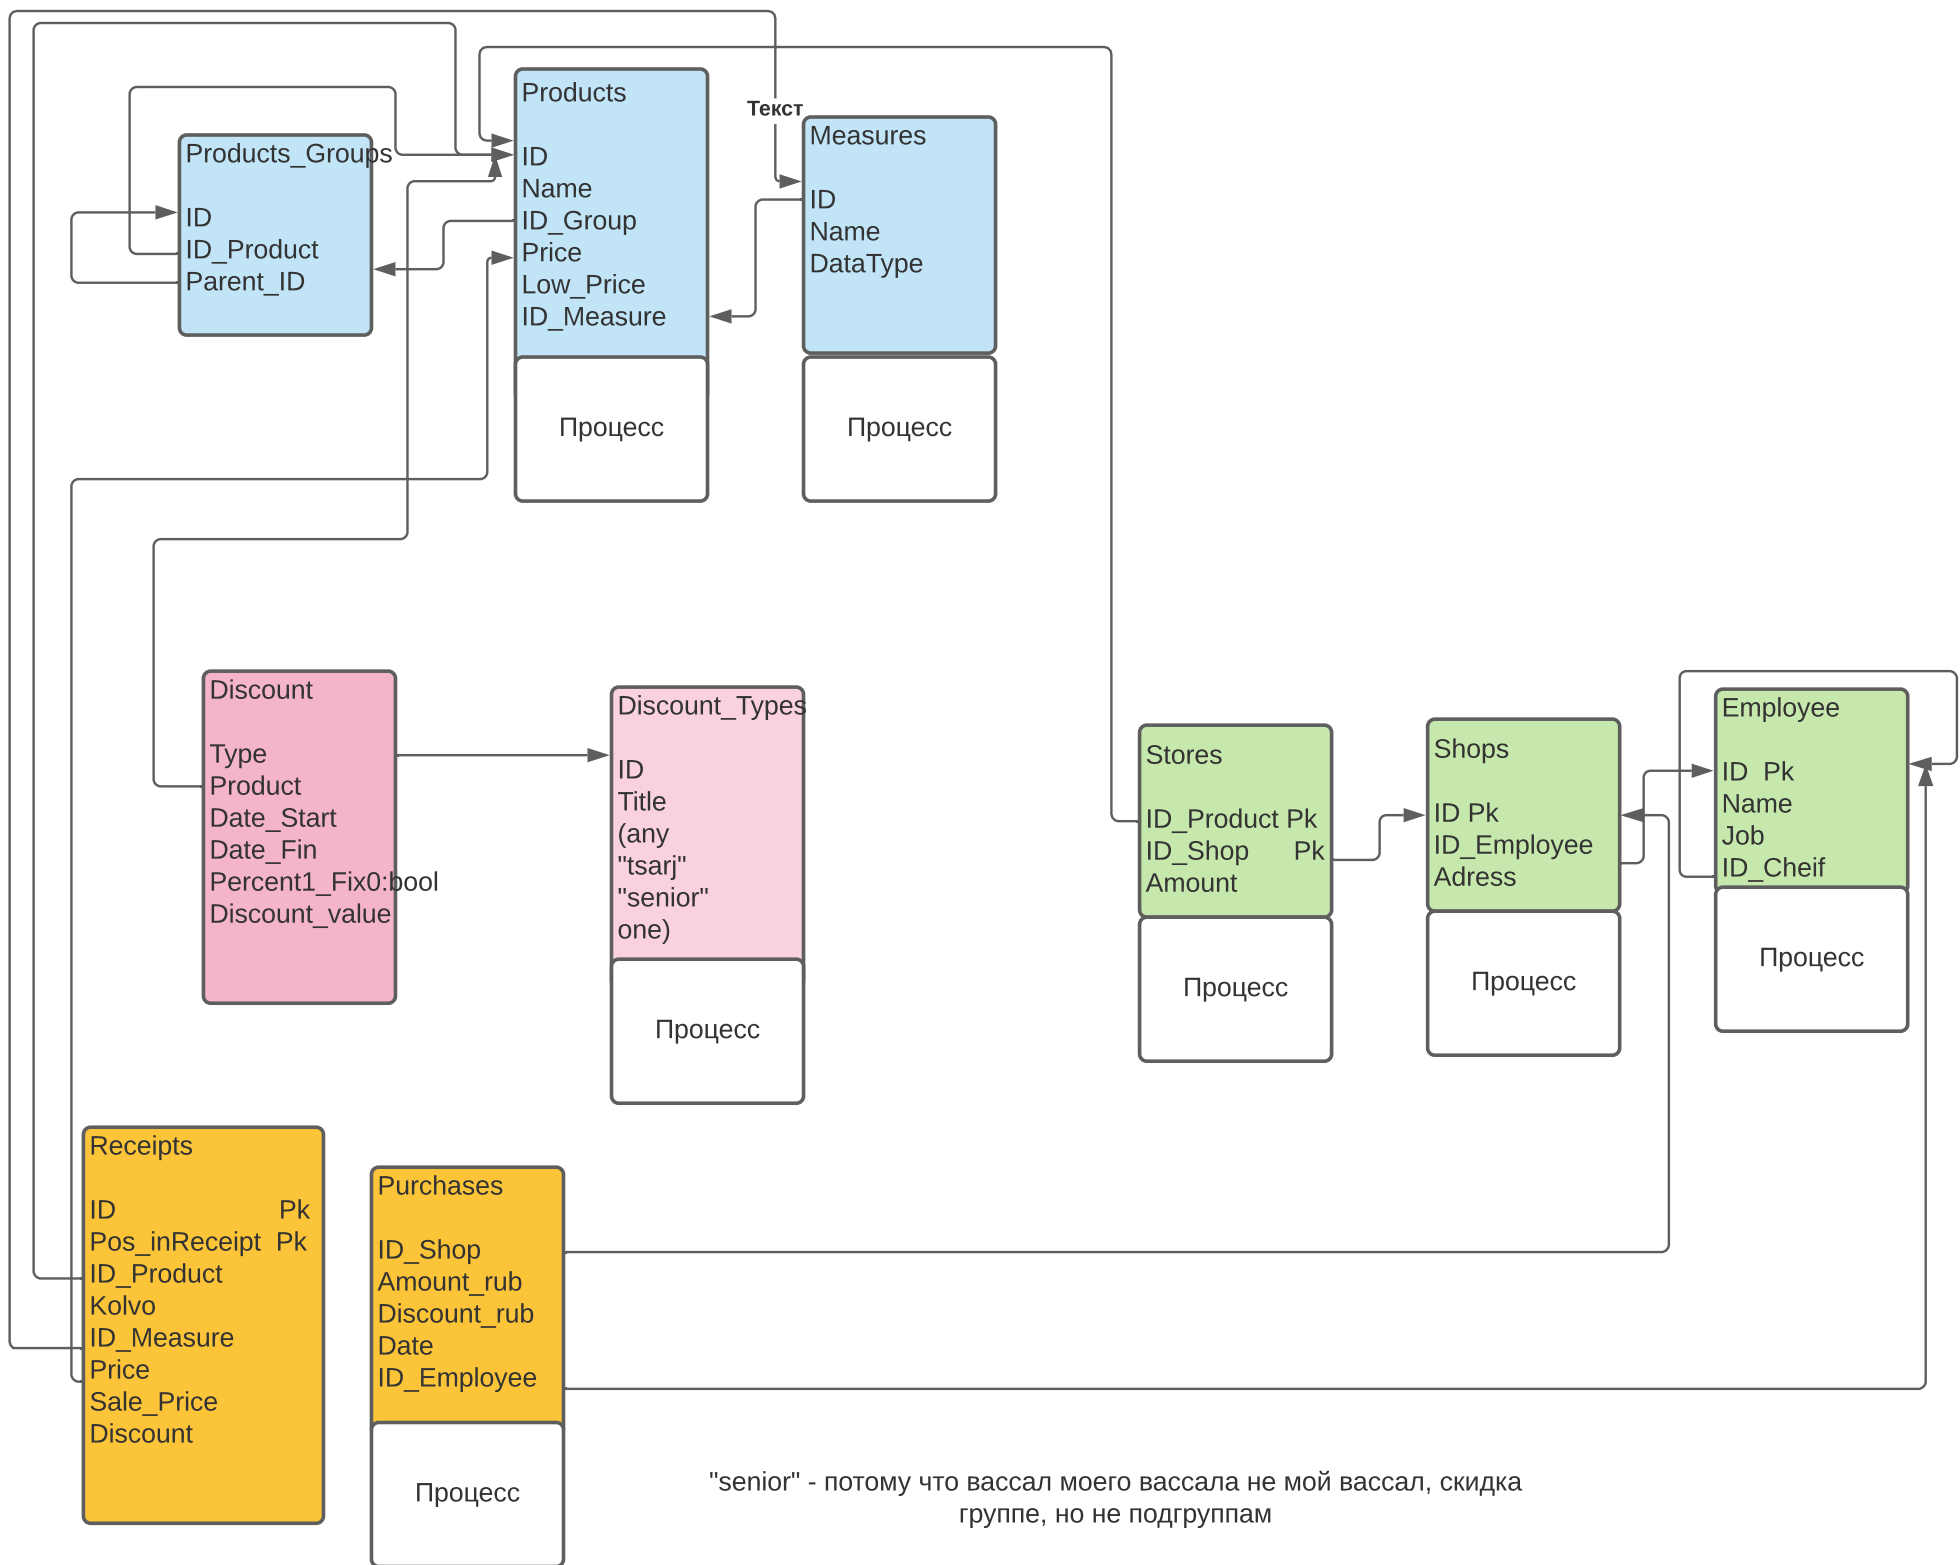 Текст
Products
ID
Name
ID_Group
Price
Low_Price
ID_Measure
Процесс
Measures
ID
Name
DataType
Процесс
Products_Groups
ID
ID_Product
Parent_ID
Discount
Type
Product
Date_Start
Date_Fin
Percent1_Fix0:bool
Discount_value
Discount_Types
ID
Title
(any
"tsarj"
"senior"
one)
Процесс
Stores
ID_Product Pk
ID_Shop Pk
Amount
Процесс
Shops
ID Pk
ID_Employee
Adress
Процесс
Employee
ID Pk
Name
Job
ID_Cheif
Процесс
Receipts
ID Pk
Pos_inReceipt Pk
ID_Product
Kolvo
ID_Measure
Price
Sale_Price
Discount
Purchases
ID_Shop
Amount_rub
Discount_rub
Date
ID_Employee
Процесс
"senior" - потому что вассал моего вассала не мой вассал, скидка
группе, но не подгруппам